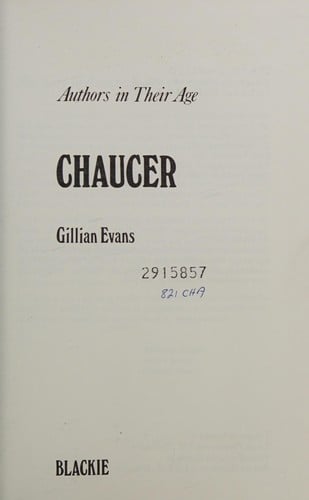 Authors in Their Age
CHAUCER
Gillian Evans
2915857
821 CHA
BLACKIE